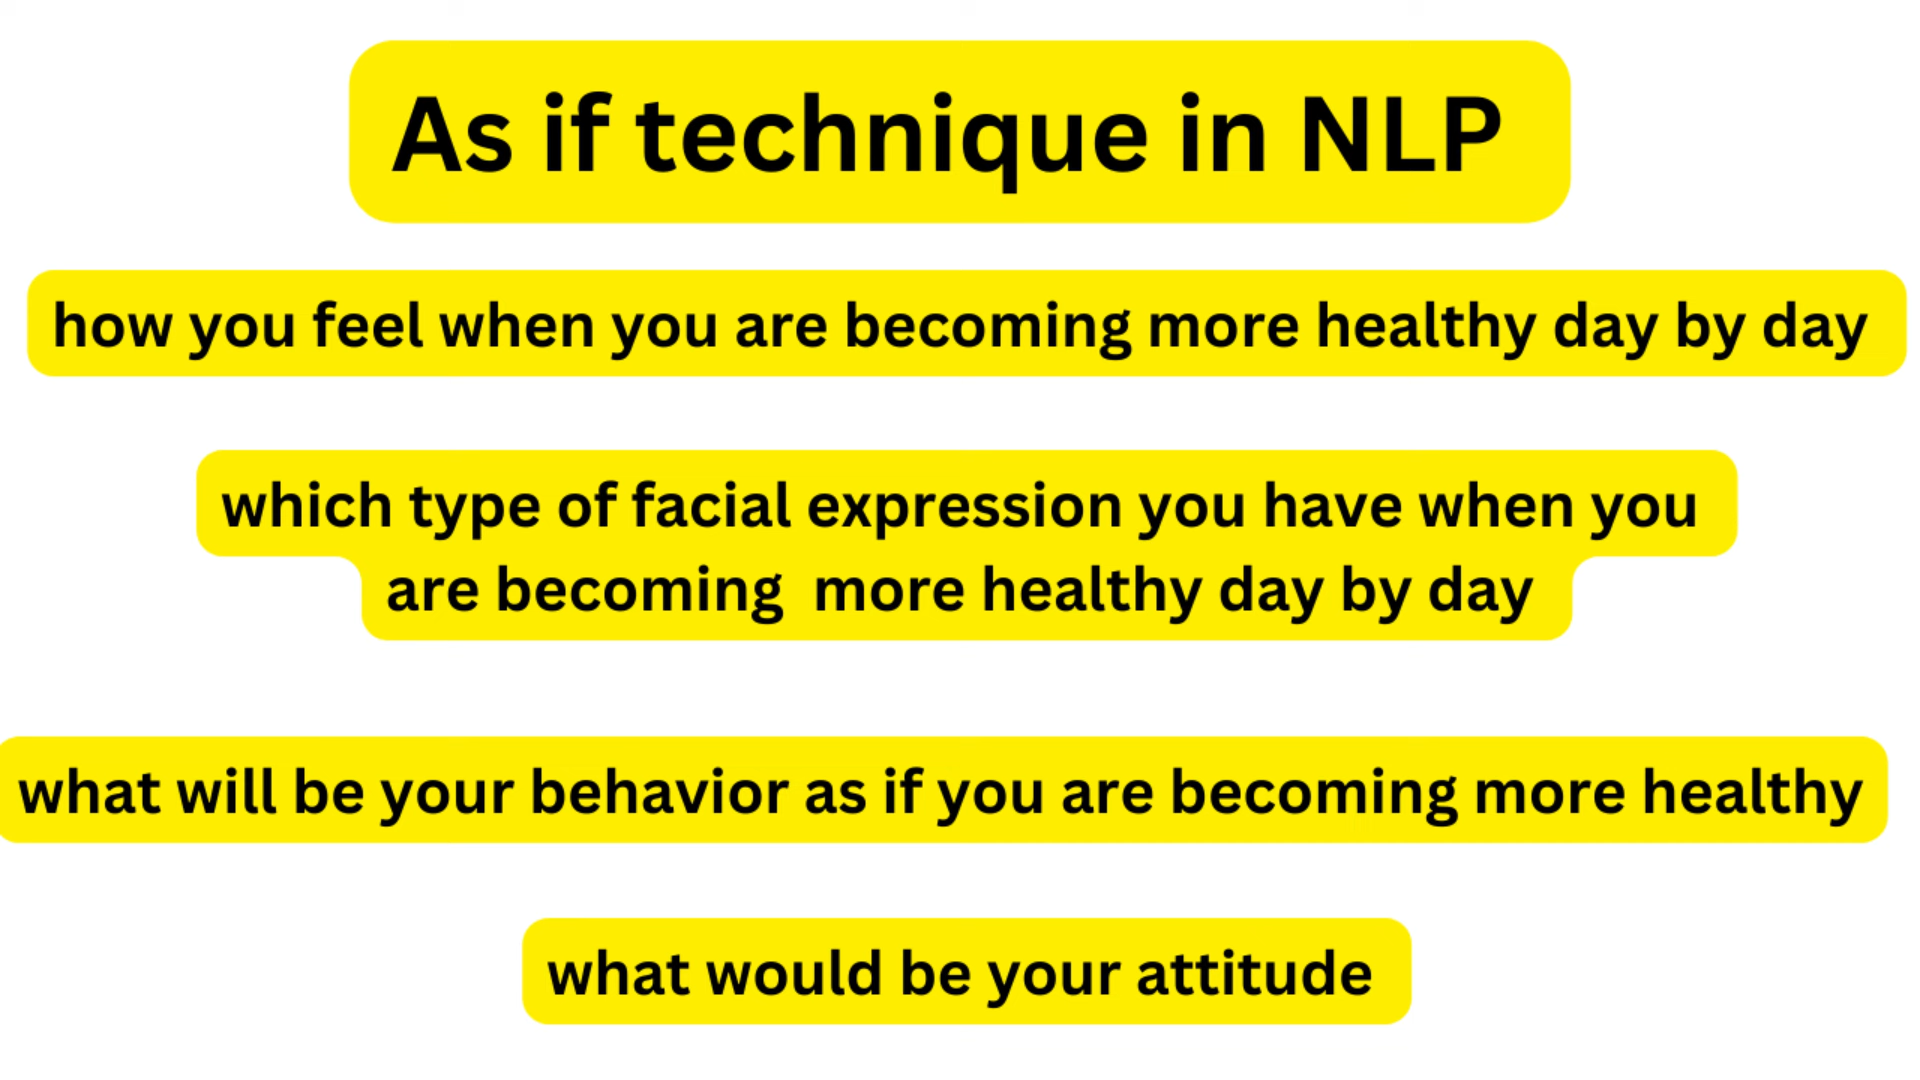 As if technique in NLP
how you feel when you are becoming more healthy day by day
which type of facial expression you have when you
are becoming  more healthy day by day
what will be your behavior as if you are becoming more healthy
what would be your attitude